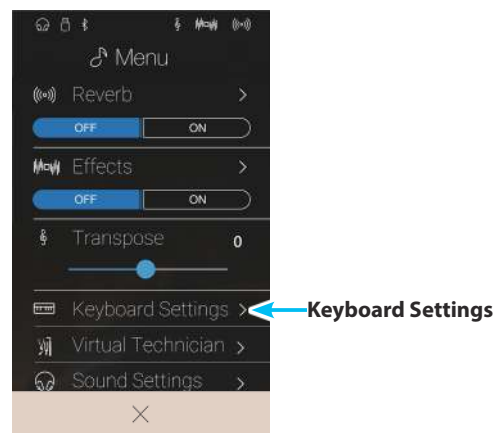 Menu
Reverb
OFF ON
Effects
OFF ON
Transpose 0
Keyboard Settings
Keyboard Settings
Virtual Technician
Sound Settings